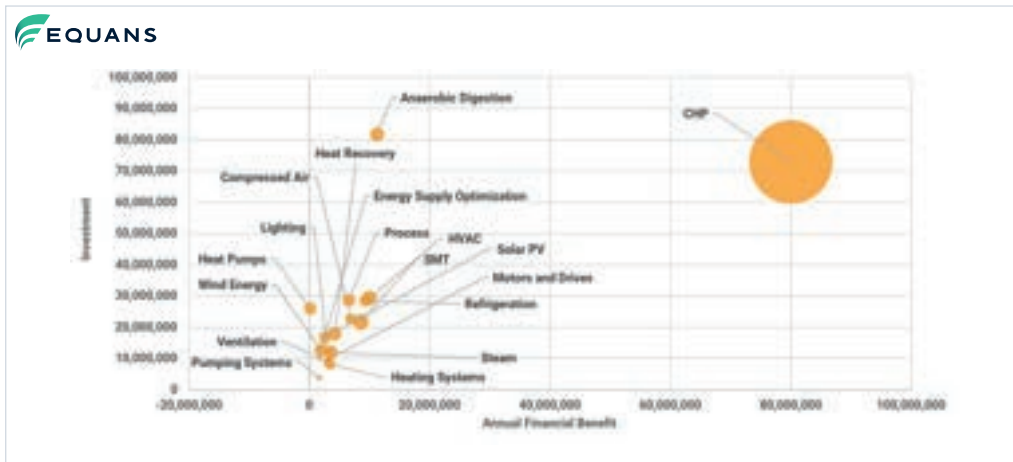 EQUANS
100,000,000
90,000,000
80,000,000
70,000,000
60,000,000
50,000,000
40,000,000
30,000,000
20,000,000
10,000,000
0
Investment
Anaerobic Digestion
CHP
Heat Recovery
Compressed Air
Energy Supply Optimization
Lighting
Process
HVAC
Solar PV
Heat Pumps
SMT
Wind Energy
Motors and Drives
Refrigeration
Ventilation
Steam
Pumping Systems
Heating Systems
-20,000,000
0
20,000,000
40,000,000
60,000,000
80,000,000
100,000,000
Annual Financial Benefit